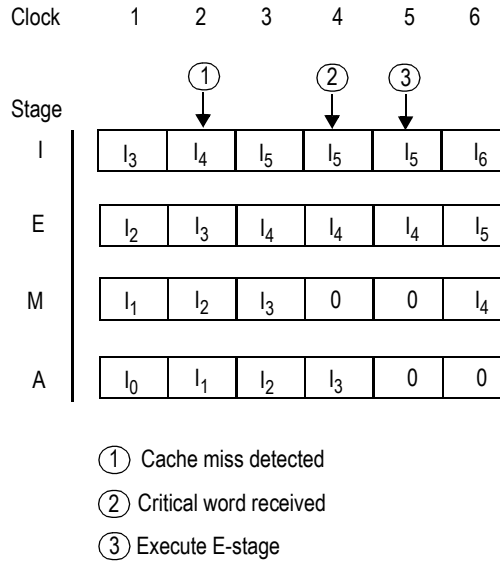 Clock 1 2 3 4 5 6
1 2 3
Stage
I I3 I4 I5 I5 I5 I6
E I2 I3 I4 I4 I4 I5
M I1 I2 I3 0 0 I4
A I0 I1 I2 I3 0 0
1 Cache miss detected
2 Critical word received
3 Execute E-stage